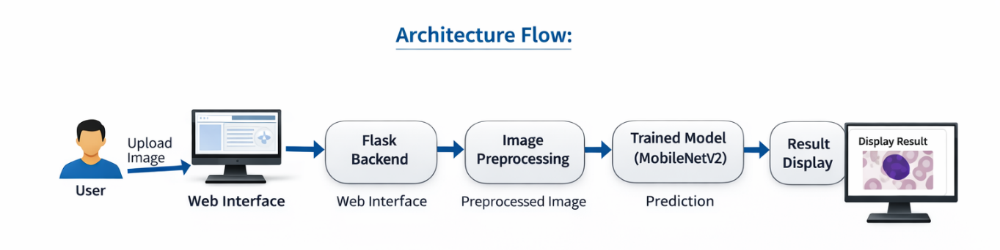 Architecture Flow:
Upload
Image
User
Web Interface
Flask
Backend
Web Interface
Image
Preprocessing
Preprocessed Image
Trained Model
(MobileNetV2)
Prediction
Result
Display
Display Result